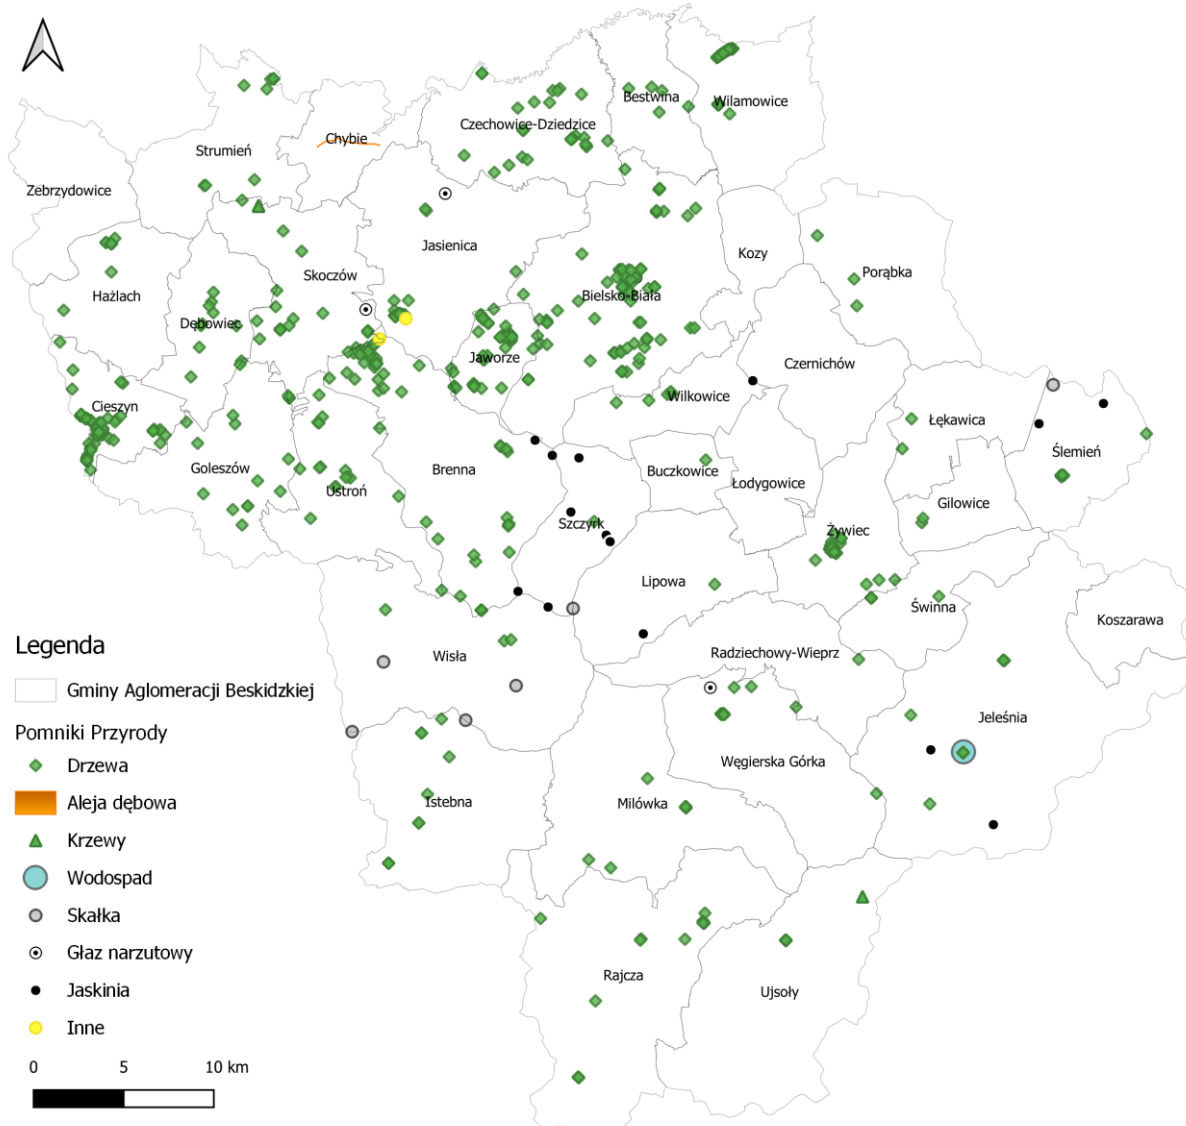 Bestwina
Wilamowice
Czechowice-Dziedzice
Chybie
Strumień
Zebrzydowice
Jasienica
Kozy
Skoczów
Porąbka
Hażlach
Bielsko-Biała
Dębowiec
Jaworze
Czernichów
Wilkowice
Cieszyn
Łękawica
Ślemień
Goleszów
Brenna
Buczkowice
Łodygowice
Ustroń
Gilowice
Szczyrk
Żywiec
Lipowa
Świnna
Koszarawa
Wisła
Radziechowy-Wieprz
Jeleśnia
Węgierska Górka
Istebna
Milówka
Rajcza
Ujsoły
Legenda
Gminy Aglomeracji Beskidzkiej
Pomniki Przyrody
Drzewa
Aleja dębowa
Krzewy
Wodospad
Skałka
Głaz narzutowy
Jaskinia
Inne
0 5 10 km